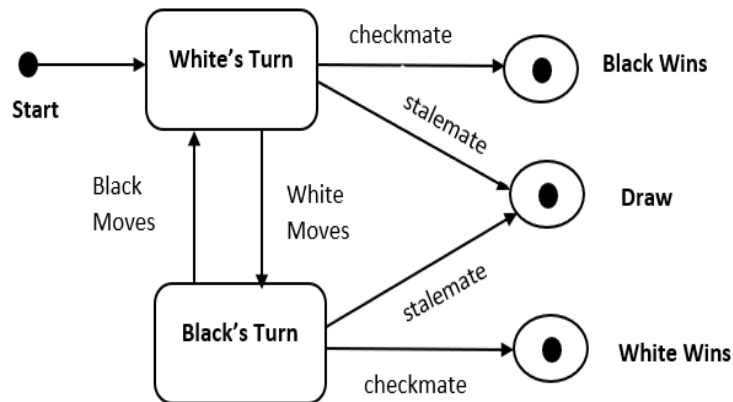 checkmate
White's Turn
Black Wins
Start
stalemate
Black
Moves
White
Moves
Draw
stalemate
Black's Turn
White Wins
checkmate